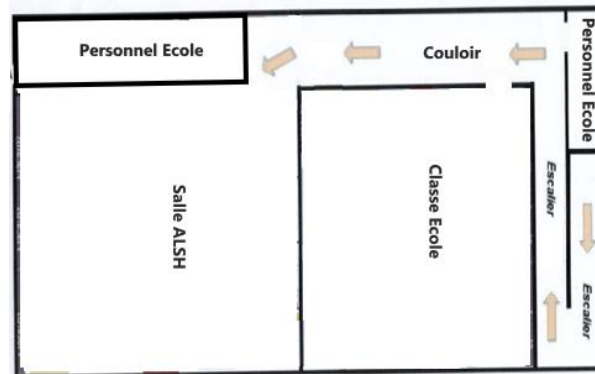 Personnel Ecole
Couloir
Personnel Ecole
Salle ALSH
Classe Ecole
Escalier
Escalier